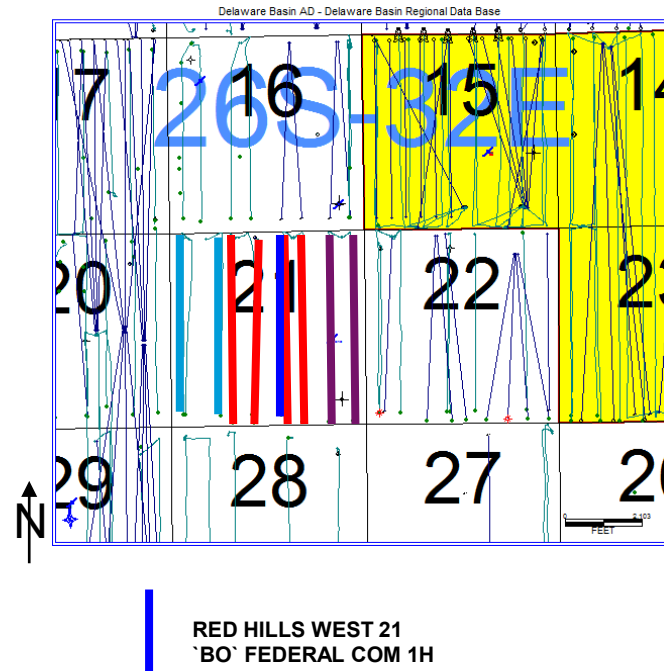 Delaware Basin AD - Delaware Basin Regional Data Base
16
15
14
26S-32E
20
21
22
23
29
28
27
26
N
0
2,103
FEET
RED HILLS WEST 21
`BO` FEDERAL COM 1H